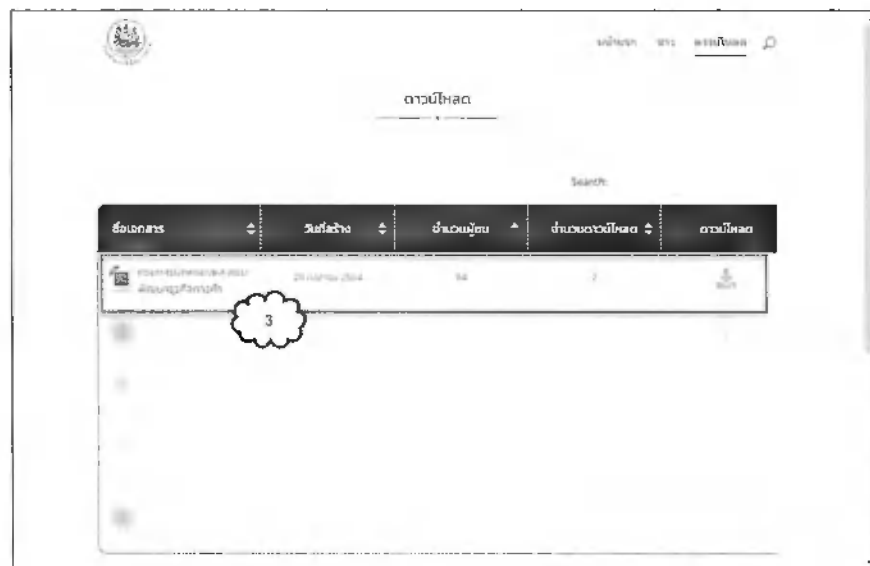 หน้าแรก ข่าว ดาวน์โหลด
ดาวน์โหลด
Search:
ชื่อเอกสาร วันที่สร้าง จำนวนผู้ชม จำนวนดาวน์โหลด ดาวน์โหลด
94 2
3